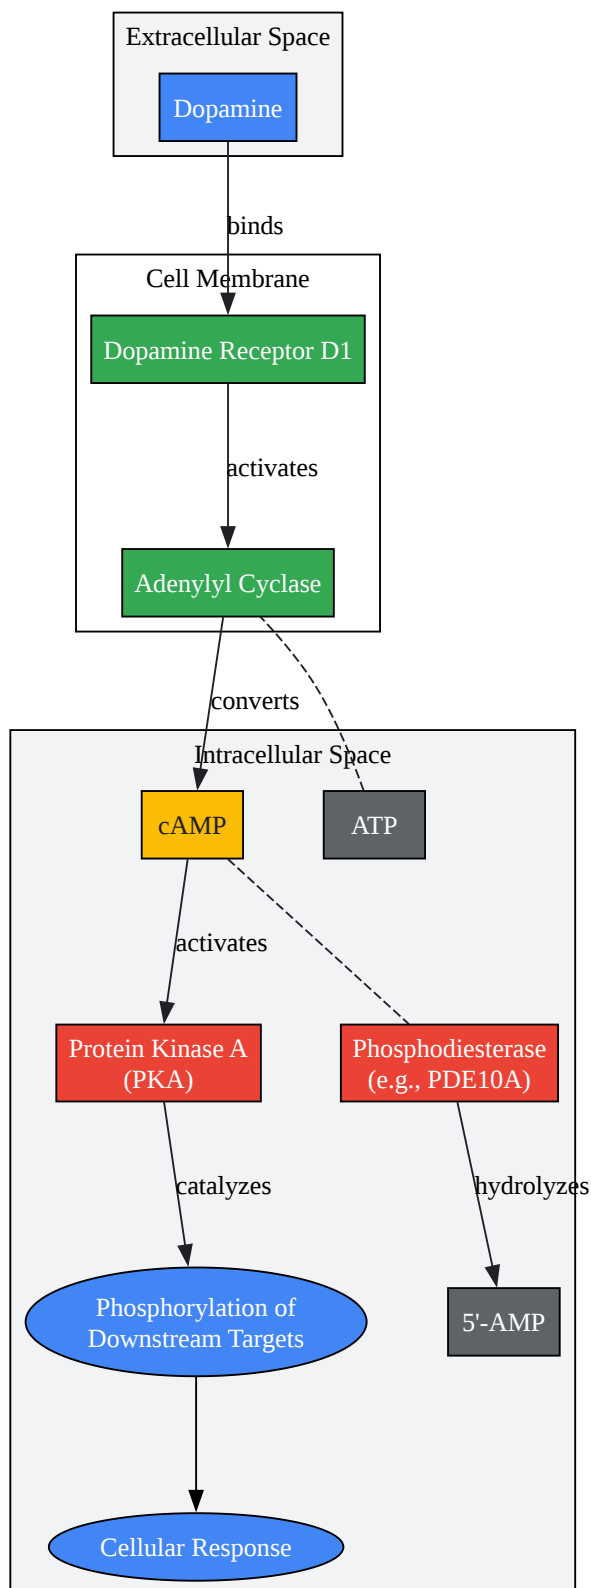 Extracellular Space
Dopamine
binds
Cell Membrane
Dopamine Receptor D1
activates
Adenylyl Cyclase
converts
Intracellular Space
cAMP
ATP
activates
Protein Kinase A
(PKA)
Phosphodiesterase
(e.g., PDE10A)
catalyzes
hydrolyzes
Phosphorylation of
Downstream Targets
5'-AMP
Cellular Response